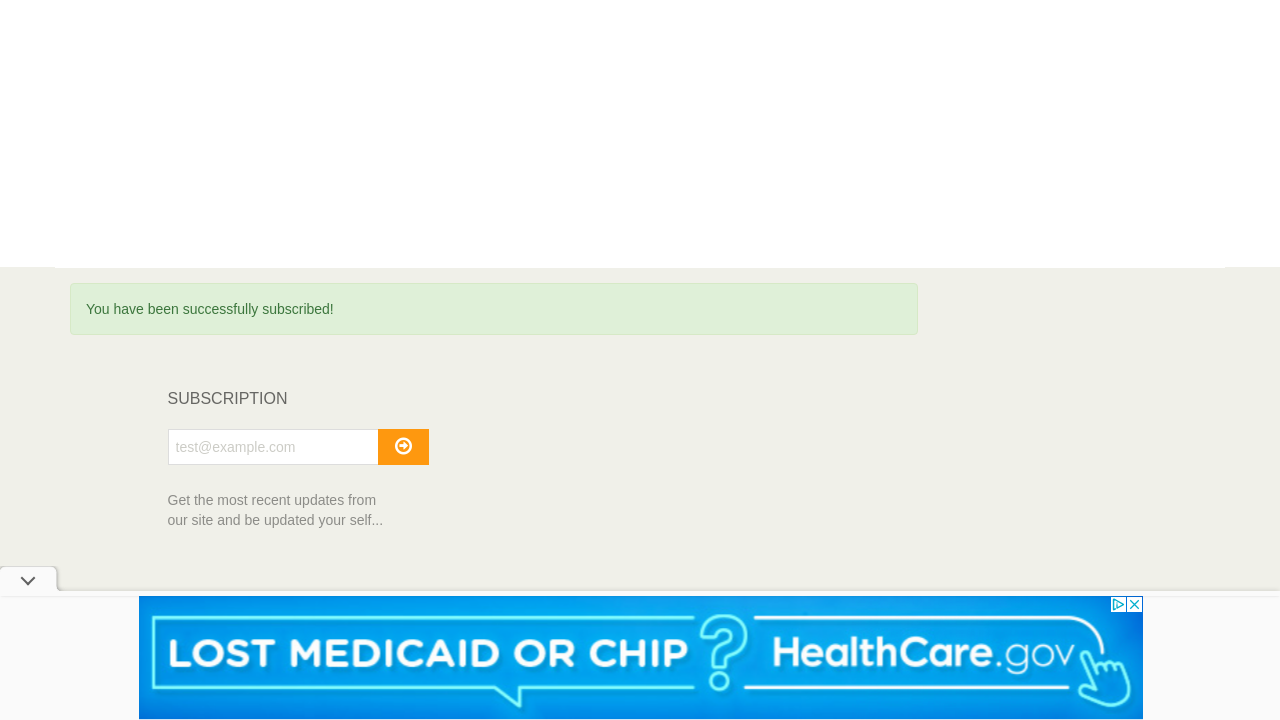 You have been successfully subscribed!
SUBSCRIPTION
test@example.com
Get the most recent updates from
our site and be updated your self...
LOST MEDICAID OR CHIP? HealthCare.gov